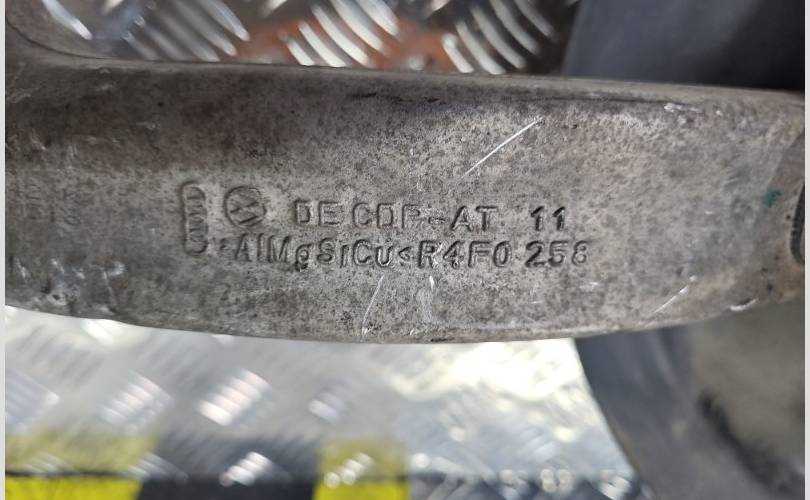 DE CDP-AT 11
>AlMgSiCu<R4F0 258